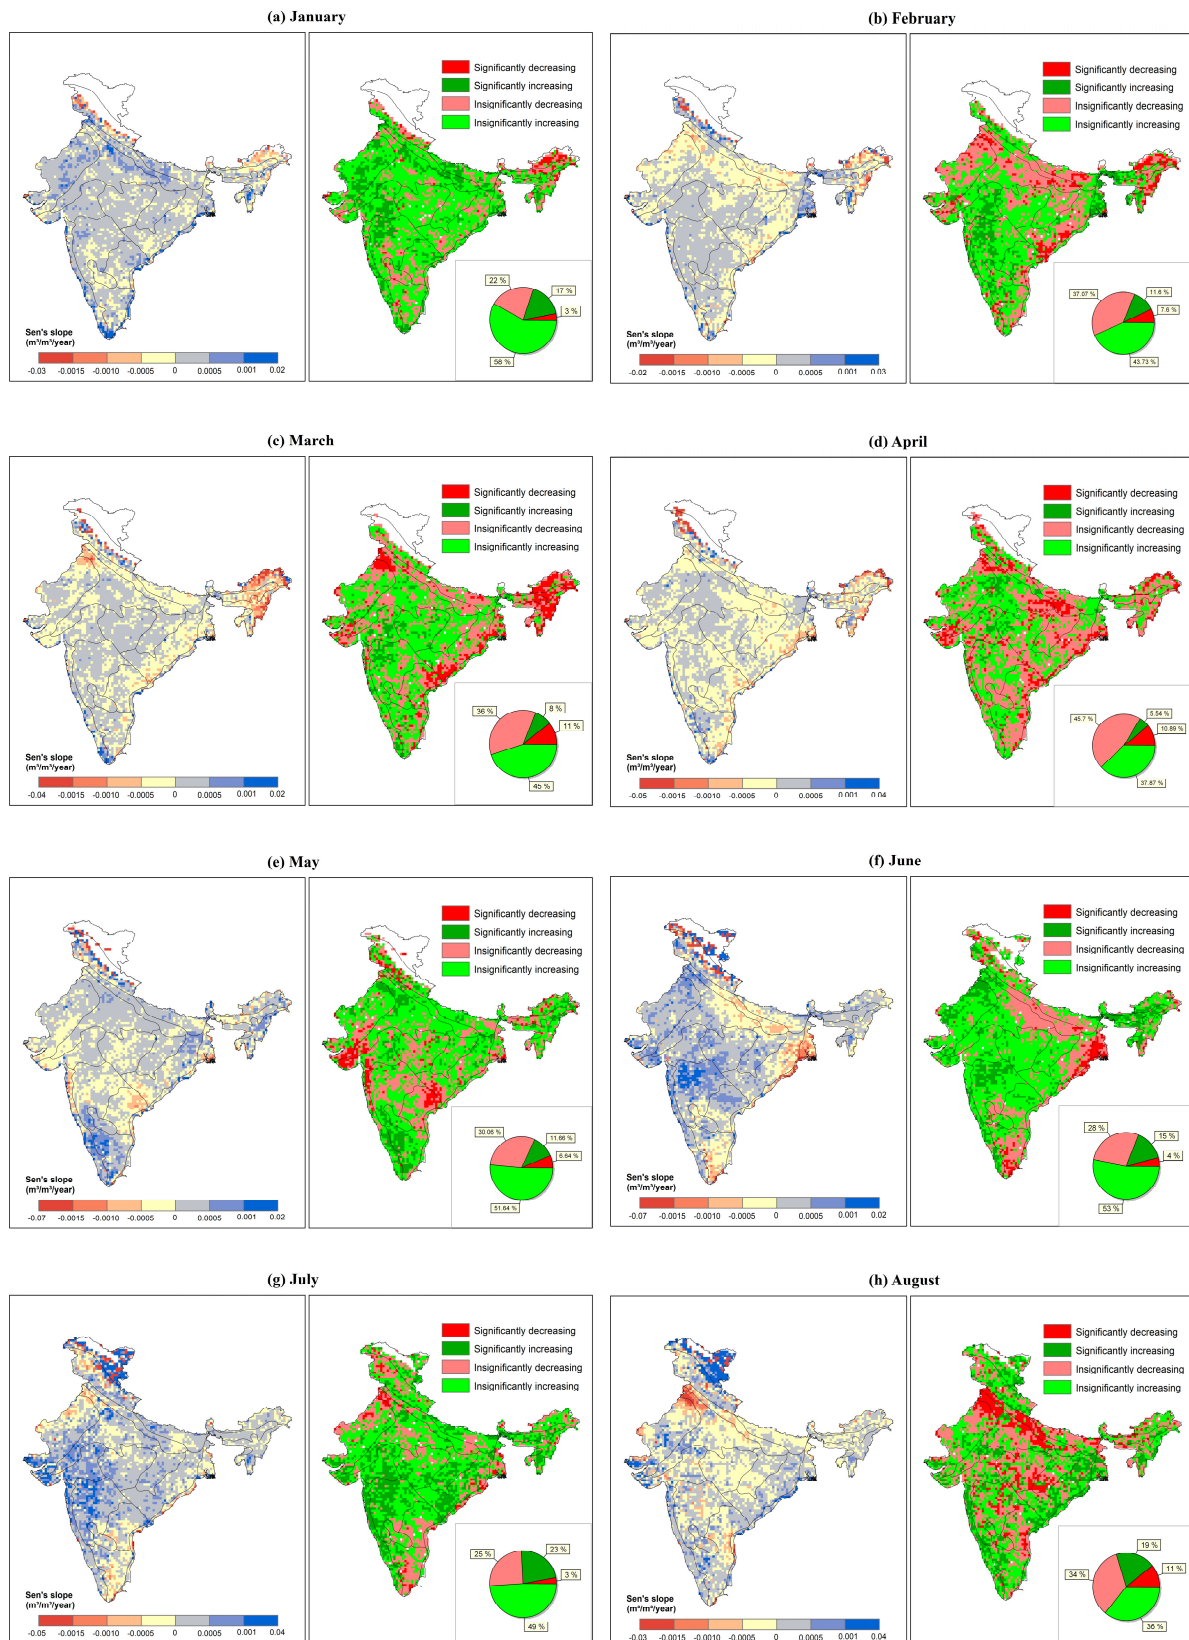 (a) January
Significantly decreasing
Significantly increasing
Insignificantly decreasing
Insignificantly increasing
22 %
17 %
3 %
58 %
Sen's slope
(m³/m³/year)
-0.03 -0.0015 -0.0010 -0.0005 0 0.0005 0.001 0.02
(b) February
Significantly decreasing
Significantly increasing
Insignificantly decreasing
Insignificantly increasing
37.07 %
11.6 %
7.6 %
43.73 %
Sen's slope
(m³/m³/year)
-0.02 -0.0015 -0.0010 -0.0005 0 0.0005 0.001 0.03
(c) March
Significantly decreasing
Significantly increasing
Insignificantly decreasing
Insignificantly increasing
36 %
8 %
11 %
45 %
Sen's slope
(m³/m³/year)
-0.04 -0.0015 -0.0010 -0.0005 0 0.0005 0.001 0.02
(d) April
Significantly decreasing
Significantly increasing
Insignificantly decreasing
Insignificantly increasing
45.7 %
5.54 %
10.89 %
37.87 %
Sen's slope
(m³/m³/year)
-0.05 -0.0015 -0.0010 -0.0005 0 0.0005 0.001 0.04
(e) May
Significantly decreasing
Significantly increasing
Insignificantly decreasing
Insignificantly increasing
30.06 %
11.66 %
6.64 %
51.64 %
Sen's slope
(m³/m³/year)
-0.07 -0.0015 -0.0010 -0.0005 0 0.0005 0.001 0.02
(f) June
Significantly decreasing
Significantly increasing
Insignificantly decreasing
Insignificantly increasing
28 %
15 %
4 %
53 %
Sen's slope
(m³/m³/year)
-0.07 -0.0015 -0.0010 -0.0005 0 0.0005 0.001 0.02
(g) July
Significantly decreasing
Significantly increasing
Insignificantly decreasing
Insignificantly increasing
25 %
23 %
3 %
49 %
Sen's slope
(m³/m³/year)
-0.05 -0.0015 -0.0010 -0.0005 0 0.0005 0.001 0.04
(h) August
Significantly decreasing
Significantly increasing
Insignificantly decreasing
Insignificantly increasing
34 %
19 %
11 %
36 %
Sen's slope
(m³/m³/year)
-0.03 -0.0015 -0.0010 -0.0005 0 0.0005 0.001 0.04